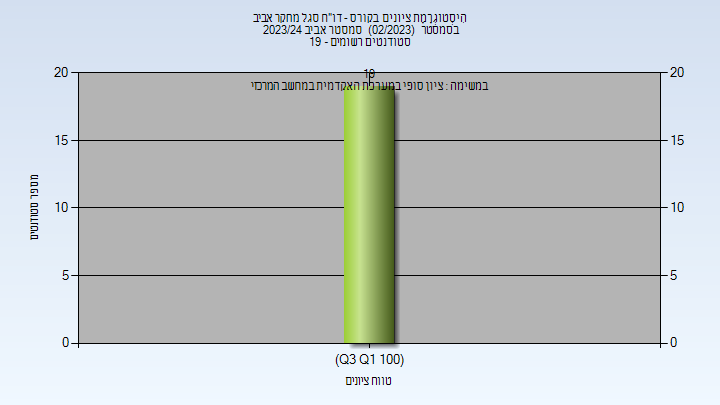 היסטוגרמת ציונים בקורס - דו"ח סגל מחקר אביב
בסמסטר (02/2023) סמסטר אביב 2023/24
סטודנטים רשומים - 19
19
במשימה : ציון סופי במערכת האקדמית במחשב המרכזי
20
15
10
5
0
20
15
10
5
0
מספר סטודנטים
(Q3 Q1 100)
טווח ציונים